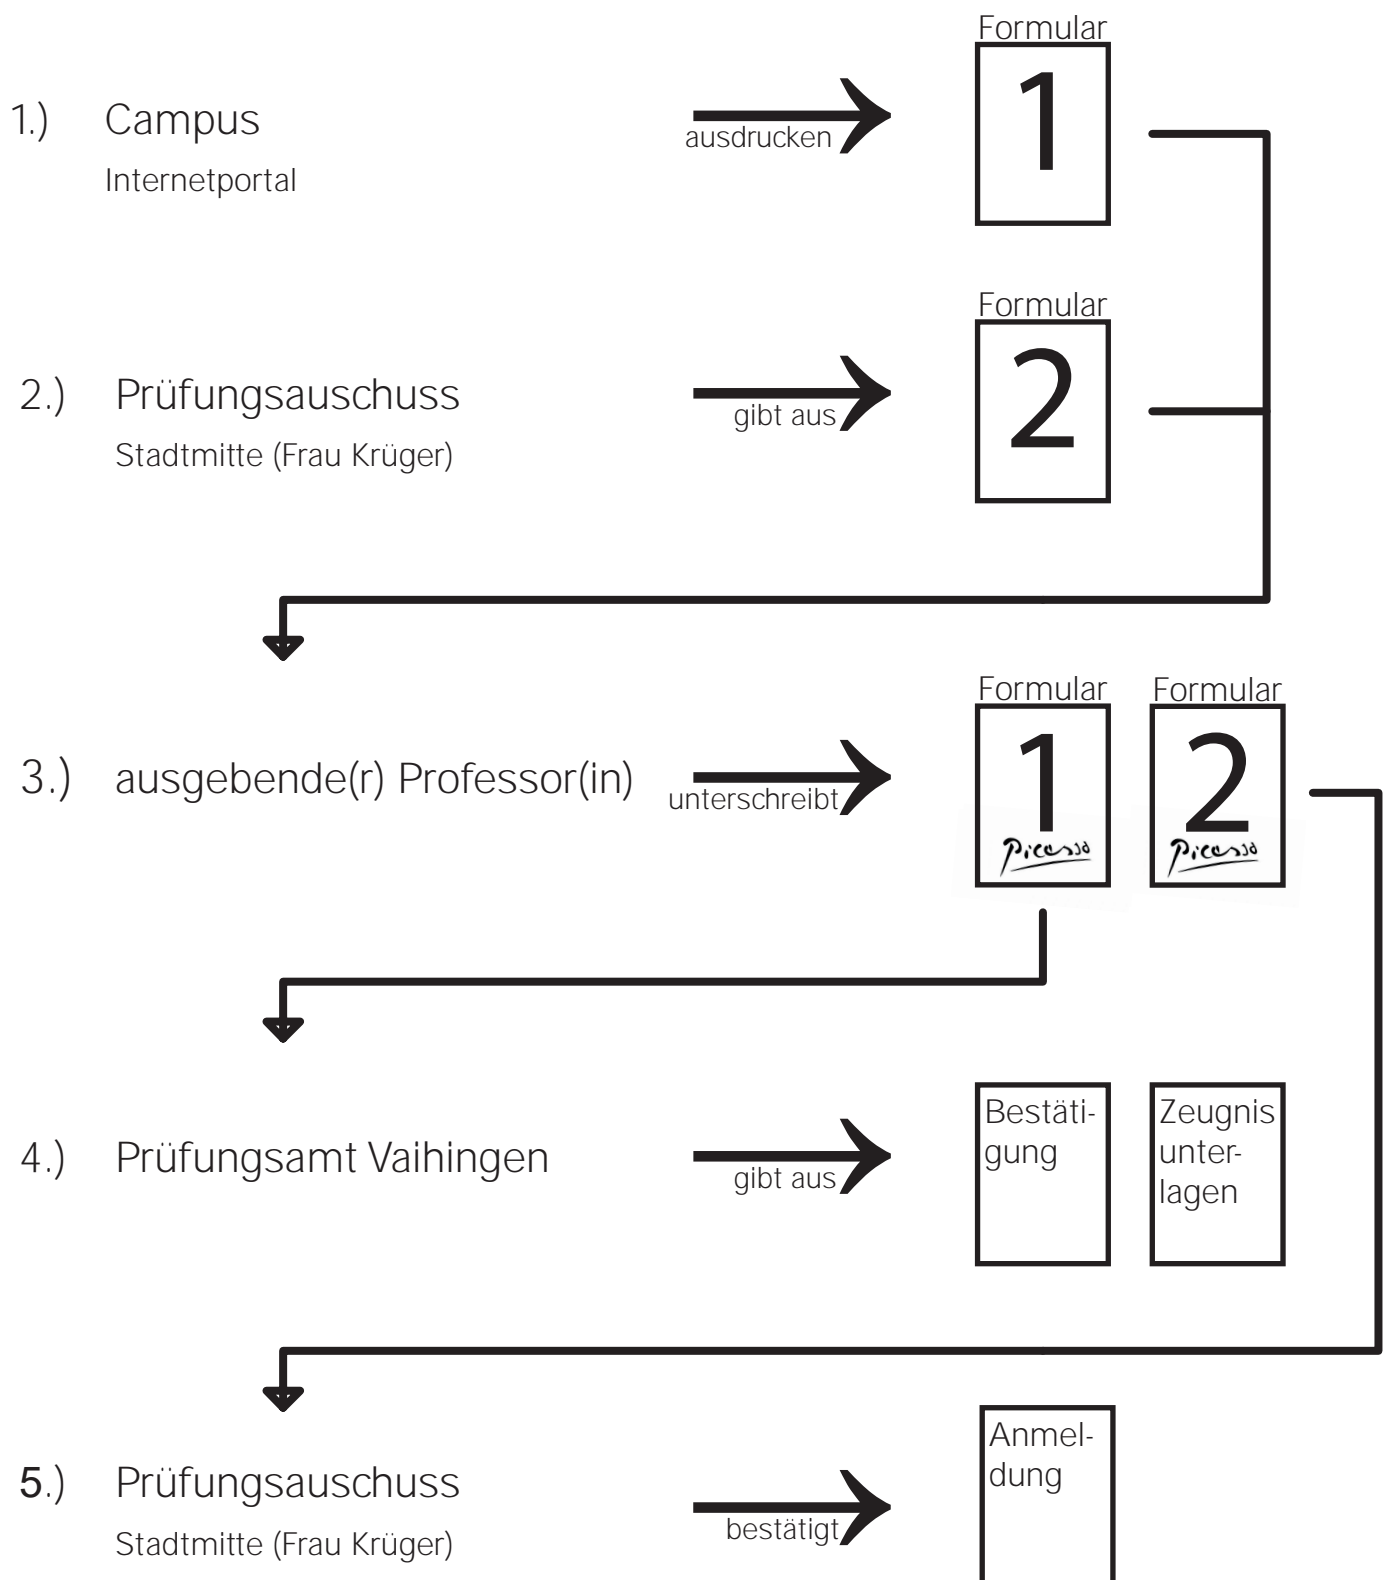 Formular
1
1.) Campus
ausdrucken
Internetportal
Formular
2
2.) Prüfungsauschuss
gibt aus
Stadtmitte (Frau Krüger)
Formular Formular
1 2
3.) ausgebende(r) Professor(in)
unterschreibt
Picasso Picasso
Bestäti-
gung
Zeugnis
unter-
lagen
4.) Prüfungsamt Vaihingen
gibt aus
Anmel-
dung
5.) Prüfungsauschuss
bestätigt
Stadtmitte (Frau Krüger)